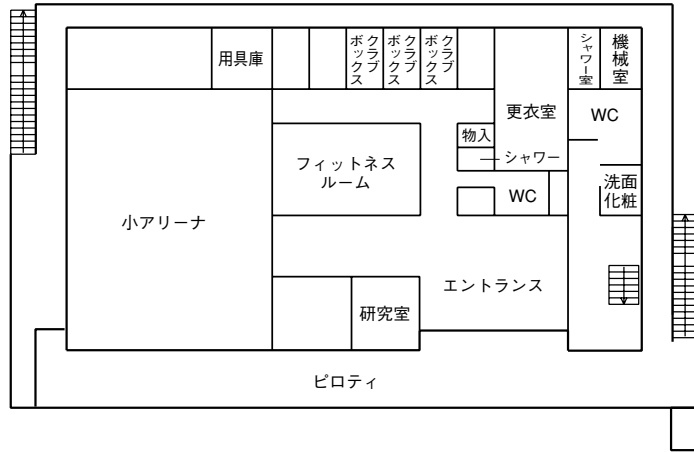 用具庫
クラブ
ボックス
クラブ
ボックス
クラブ
ボックス
シャワー室
機械室
更衣室
WC
物入
シャワー
フィットネス
ルーム
WC
洗面
化粧
小アリーナ
エントランス
研究室
ピロティ